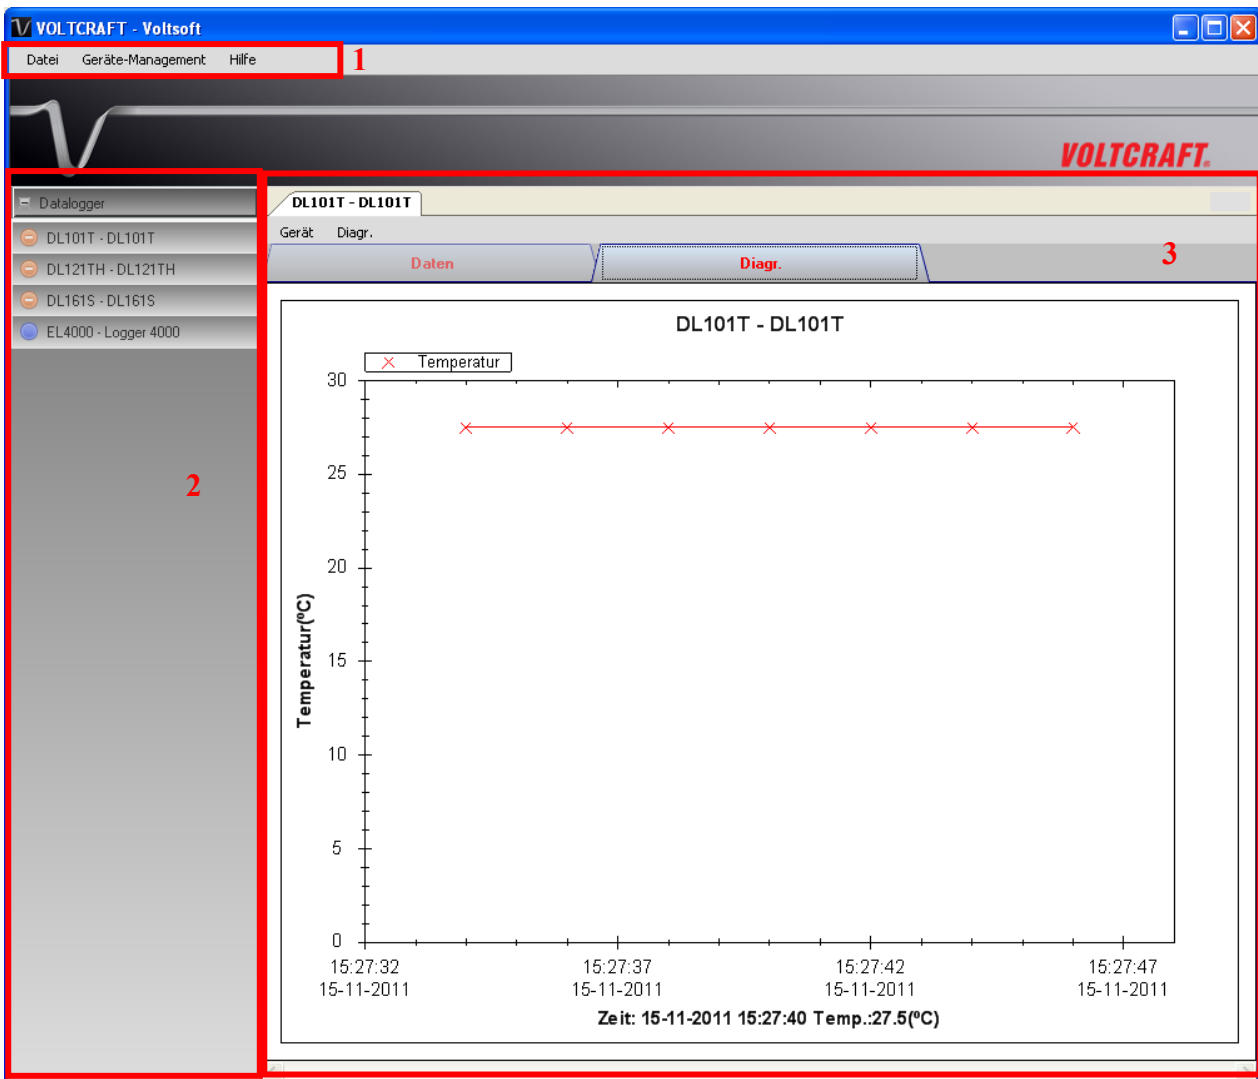 VOLTCRAFT - Voltsoft
Datei Geräte-Management Hilfe
1
VOLTCRAFT.
Datalogger
DL101T - DL101T
DL121TH - DL121TH
DL161S - DL161S
EL4000 - Logger 4000
2
DL101T - DL101T
Gerät Diagr.
3
Daten Diagr.
DL101T - DL101T
Temperatur
30
25
20
15
10
5
0
Temperatur(ºC)
15:27:32 15:27:37 15:27:42 15:27:47
15-11-2011 15-11-2011 15-11-2011 15-11-2011
Zeit: 15-11-2011 15:27:40 Temp.:27.5(ºC)